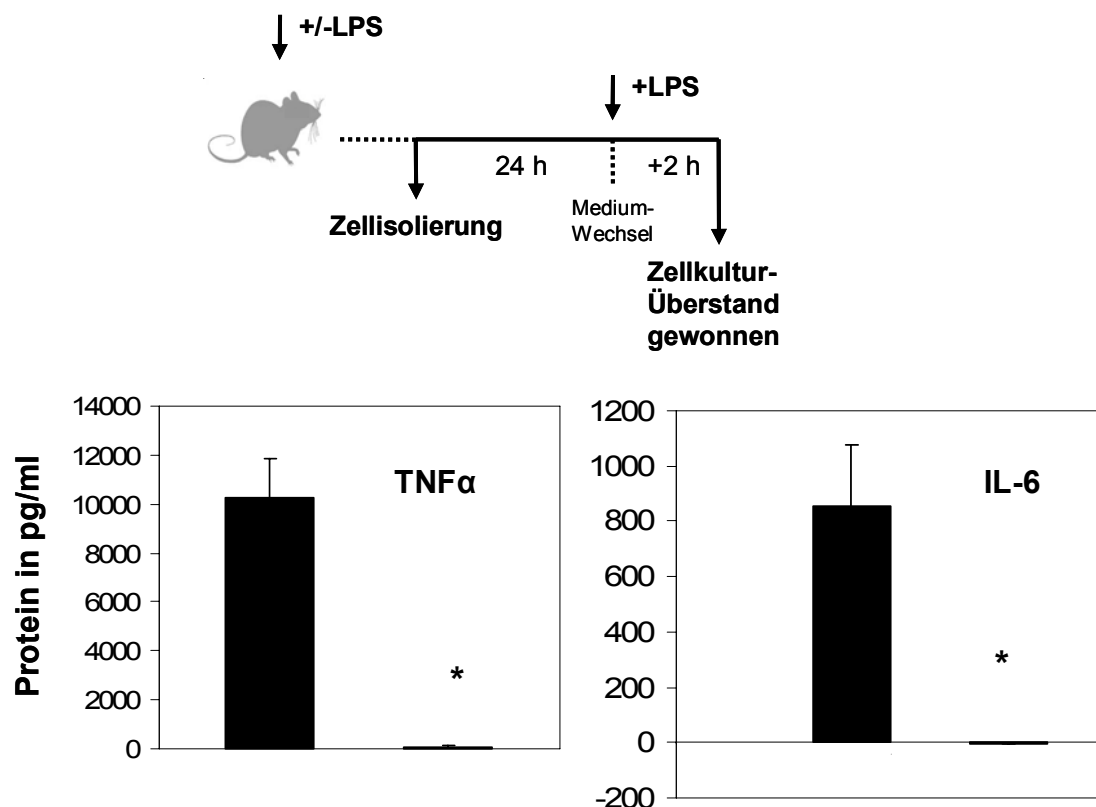 +/-LPS
+LPS
24 h
+2 h
Zellisolierung
Medium-
Wechsel
Zellkultur-
Überstand
gewonnen
Protein in pg/ml
14000
12000
10000
8000
6000
4000
2000
0
TNFα
*
1200
1000
800
600
400
200
0
-200
IL-6
*